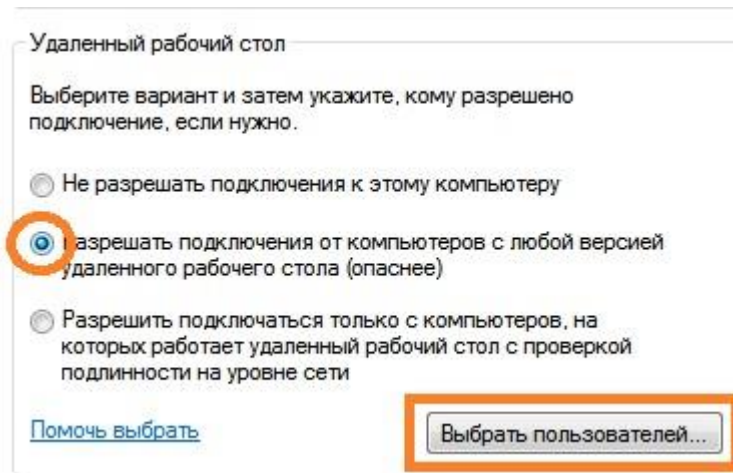 Удаленный рабочий стол
Выберите вариант и затем укажите, кому разрешено
подключение, если нужно.
Не разрешать подключения к этому компьютеру
Разрешать подключения от компьютеров с любой версией
удаленного рабочего стола (опаснее)
Разрешить подключаться только с компьютеров, на
которых работает удаленный рабочий стол с проверкой
подлинности на уровне сети
Помочь выбрать
Выбрать пользователей...